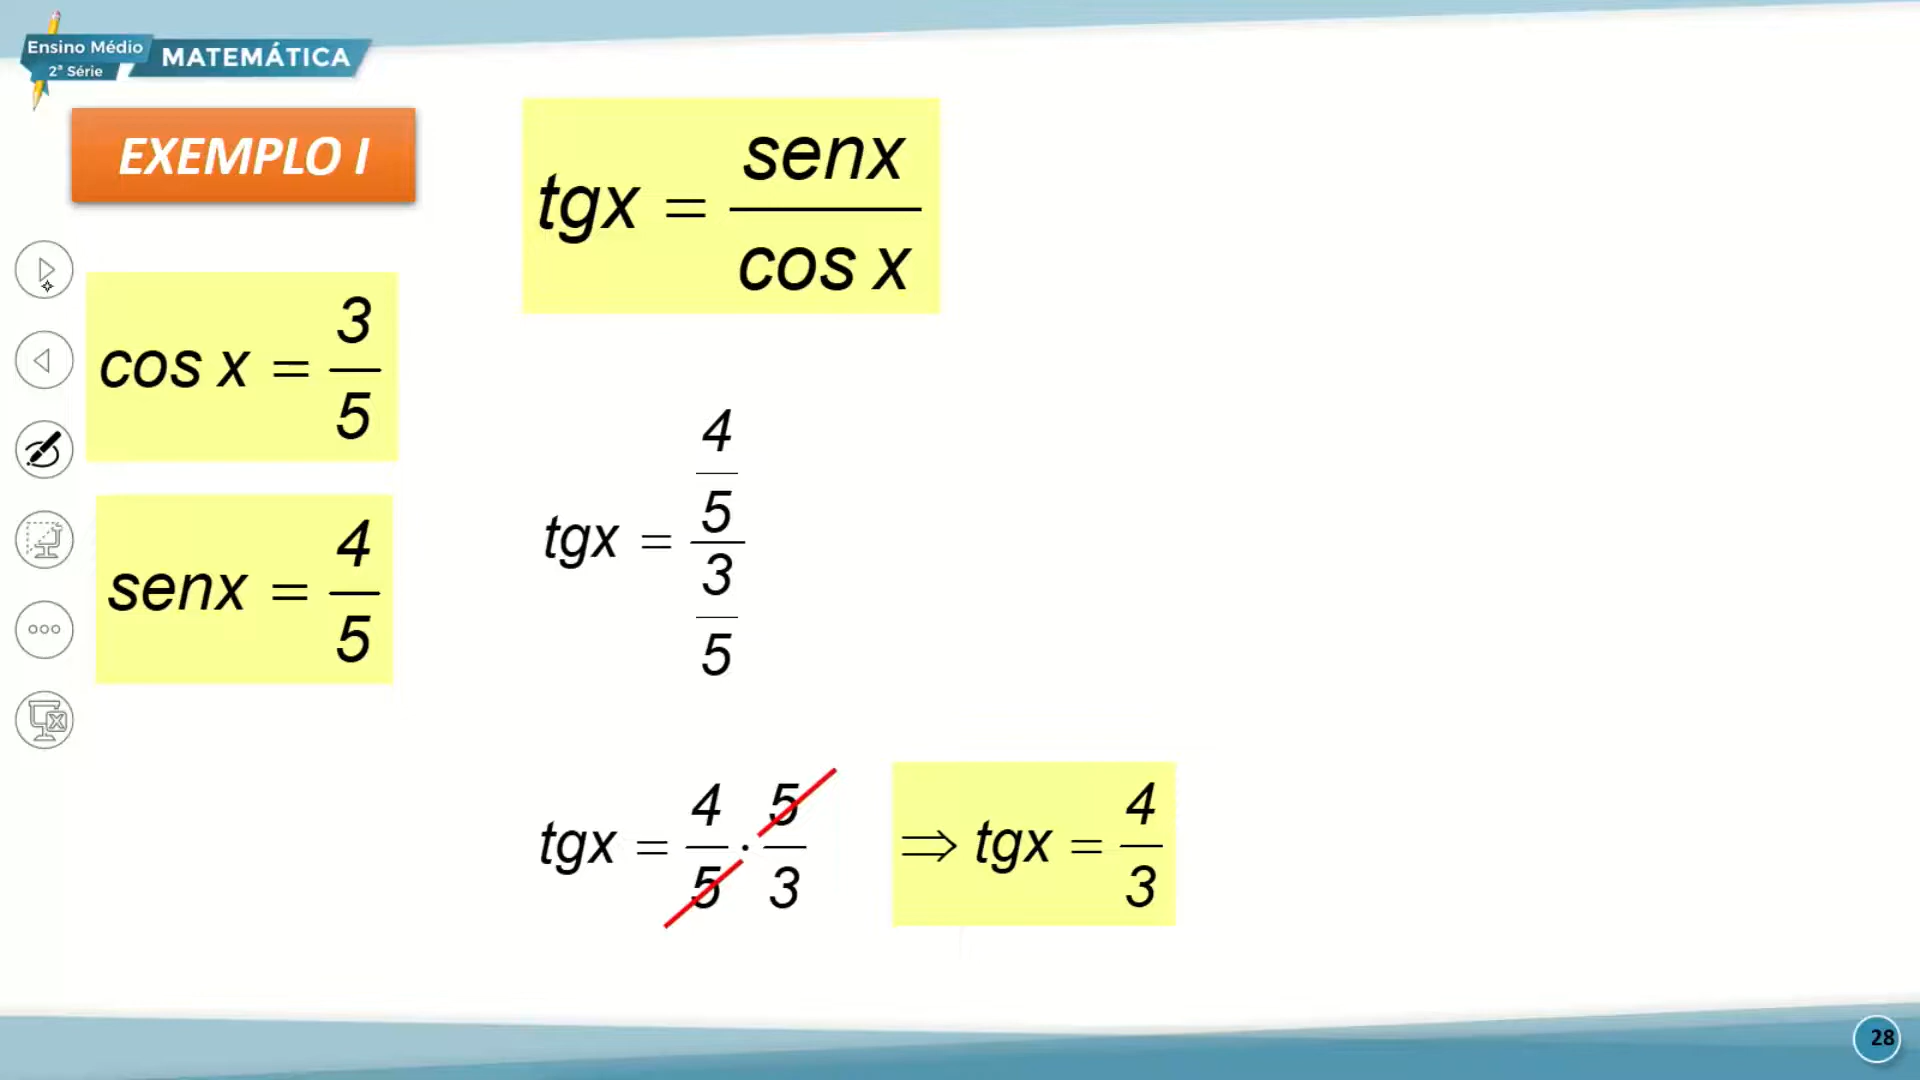 Ensino Médio
2ª Série
MATEMÁTICA
EXEMPLO I
tgx = senx / cos x
cos x = 3/5
senx = 4/5
tgx = 4/5 / 3/5
tgx = 4/5 · 5/3
⇒ tgx = 4/3
28